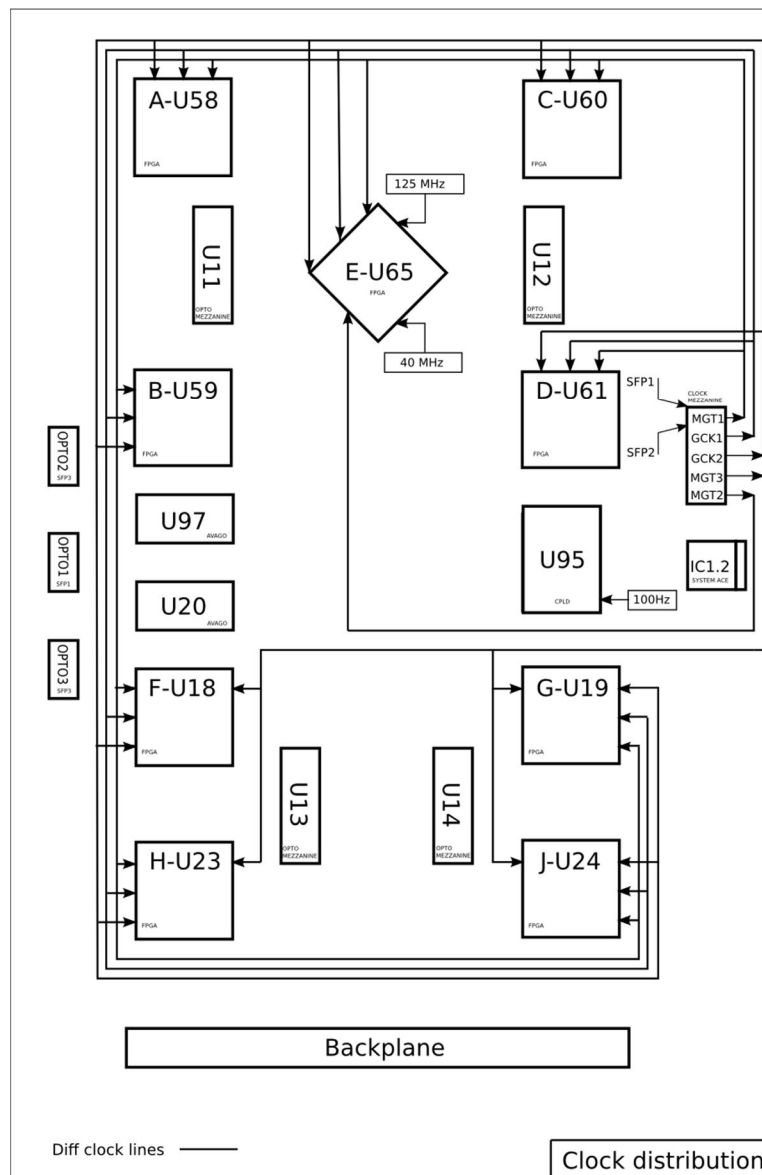 A-U58
FPGA
C-U60
FPGA
125 MHz
U11
OPTO
MEZZANINE
E-U65
FPGA
U12
OPTO
MEZZANINE
40 MHz
B-U59
FPGA
D-U61
FPGA
SFP1
SFP2
CLOCK
MEZZANINE
MGT1
GCK1
GCK2
MGT3
MGT2
OPTO2
SFP3
U97
AVAGO
OPTO1
SFP1
U95
CPLD
100Hz
IC1.2
SYSTEM ACE
U20
AVAGO
OPTO3
SFP3
F-U18
FPGA
G-U19
FPGA
U13
OPTO
MEZZANINE
U14
OPTO
MEZZANINE
H-U23
FPGA
J-U24
FPGA
Backplane
Diff clock lines
Clock distribution